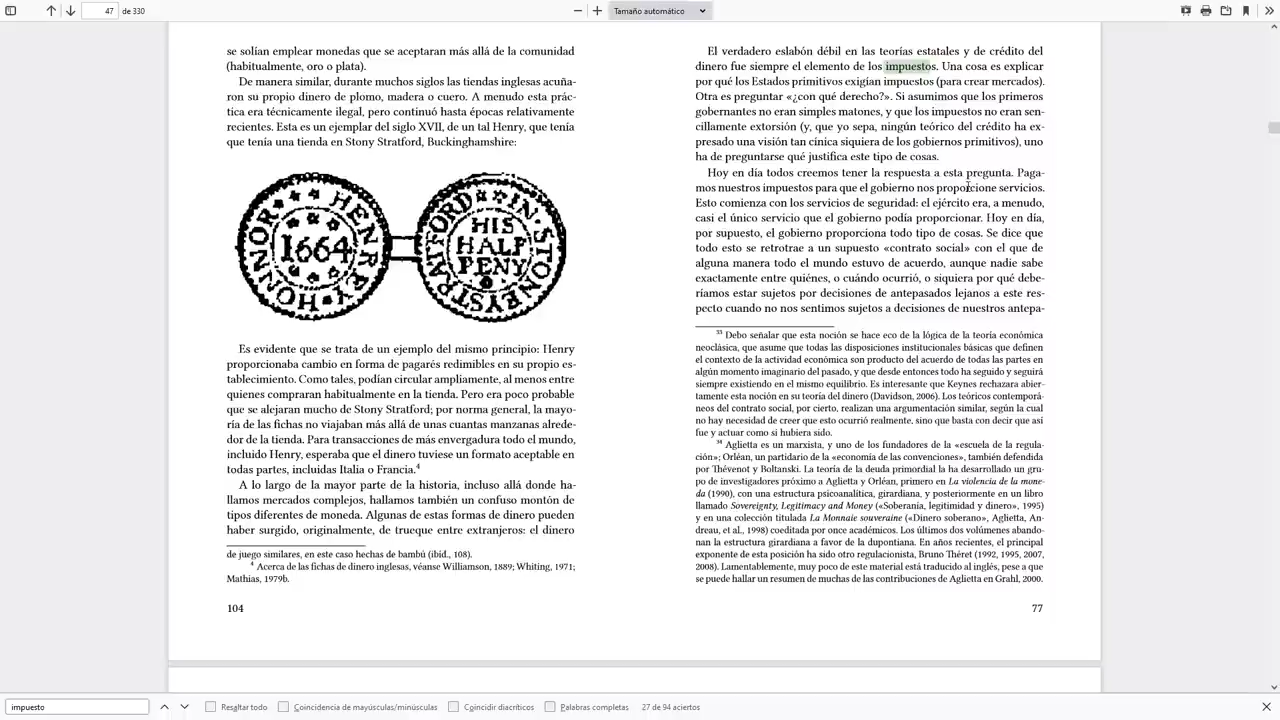 47
de 330
Tamaño automático
se solían emplear monedas que se aceptaran más allá de la comunidad
(habitualmente, oro o plata).
De manera similar, durante muchos siglos las tiendas inglesas acuña-
ron su propio dinero de plomo, madera o cuero. A menudo esta prác-
tica era técnicamente ilegal, pero continuó hasta épocas relativamente
recientes. Esta es un ejemplar del siglo XVII, de un tal Henry, que tenía
que tenía una tienda en Stony Stratford, Buckinghamshire:
HENREY·HONNOR
1664
IN·STONEYSTRATFORD
HIS
HALF
PENY
Es evidente que se trata de un ejemplo del mismo principio: Henry
proporcionaba cambio en forma de pagarés redimibles en su propio es-
tablecimiento. Como tales, podían circular ampliamente, al menos entre
quienes compraran habitualmente en la tienda. Pero era poco probable
que se alejaran mucho de Stony Stratford; por norma general, la mayo-
ría de las fichas no viajaban más allá de unas cuantas manzanas alrede-
dor de la tienda. Para transacciones de más envergadura todo el mundo,
incluido Henry, esperaba que el dinero tuviese un formato aceptable en
todas partes, incluidas Italia o Francia.4
A lo largo de la mayor parte de la historia, incluso allá donde ha-
llamos mercados complejos, hallamos también un confuso montón de
tipos diferentes de moneda. Algunas de estas formas de dinero pueden
haber surgido, originalmente, de trueque entre extranjeros: el dinero
de juego similares, en este caso hechas de bambú (ibíd., 108).
4 Acerca de las fichas de dinero inglesas, véanse Williamson, 1889; Whiting, 1971;
Mathias, 1979b.
104
El verdadero eslabón débil en las teorías estatales y de crédito del
dinero fue siempre el elemento de los impuestos. Una cosa es explicar
por qué los Estados primitivos exigían impuestos (para crear mercados).
Otra es preguntar «¿con qué derecho?». Si asumimos que los primeros
gobernantes no eran simples matones, y que los impuestos no eran sen-
cillamente extorsión (y, que yo sepa, ningún teórico del crédito ha ex-
presado una visión tan cínica siquiera de los gobiernos primitivos), uno
ha de preguntarse qué justifica este tipo de cosas.
Hoy en día todos creemos tener la respuesta a esta pregunta. Paga-
mos nuestros impuestos para que el gobierno nos proporcione servicios.
Esto comienza con los servicios de seguridad: el ejército era, a menudo,
casi el único servicio que el gobierno podía proporcionar. Hoy en día,
por supuesto, el gobierno proporciona todo tipo de cosas. Se dice que
todo esto se retrotrae a un supuesto «contrato social» con el que de
alguna manera todo el mundo estuvo de acuerdo, aunque nadie sabe
exactamente entre quiénes, o cuándo ocurrió, o siquiera por qué debe-
ríamos estar sujetos por decisiones de antepasados lejanos a este res-
pecto cuando no nos sentimos sujetos a decisiones de nuestros antepa-
33 Debo señalar que esta noción se hace eco de la lógica de la teoría económica
neoclásica, que asume que todas las disposiciones institucionales básicas que definen
el contexto de la actividad económica son producto del acuerdo de todas las partes en
algún momento imaginario del pasado, y que desde entonces todo ha seguido y seguirá
siempre existiendo en el mismo equilibrio. Es interesante que Keynes rechazara abier-
tamente esta noción en su teoría del dinero (Davidson, 2006). Los teóricos contemporá-
neos del contrato social, por cierto, realizan una argumentación similar, según la cual
no hay necesidad de creer que esto ocurrió realmente, sino que basta con decir que así
fue y actuar como si hubiera sido.
34 Aglietta es un marxista, y uno de los fundadores de la «escuela de la regula-
ción»; Orléan, un partidario de la «economía de las convenciones», también defendida
por Thévenot y Boltanski. La teoría de la deuda primordial la ha desarrollado un gru-
po de investigadores próximo a Aglietta y Orléan, primero en La violencia de la mone-
da (1990), con una estructura psicoanalítica, girardiana, y posteriormente en un libro
llamado Sovereignty, Legitimacy and Money («Soberanía, legitimidad y dinero», 1995)
y en una colección titulada La Monnaie souveraine («Dinero soberano», Aglietta, An-
dreau, et al., 1998) coeditada por once académicos. Los últimos dos volúmenes abando-
nan la estructura girardiana a favor de la dupontiana. En años recientes, el principal
exponente de esta posición ha sido otro regulacionista, Bruno Théret (1992, 1995, 2007,
2008). Lamentablemente, muy poco de este material está traducido al inglés, pese a que
se puede hallar un resumen de muchas de las contribuciones de Aglietta en Grahl, 2000.
77
impuesto
Resaltar todo
Coincidencia de mayúsculas/minúsculas
Coincidir diacríticos
Palabras completas
27 de 94 aciertos